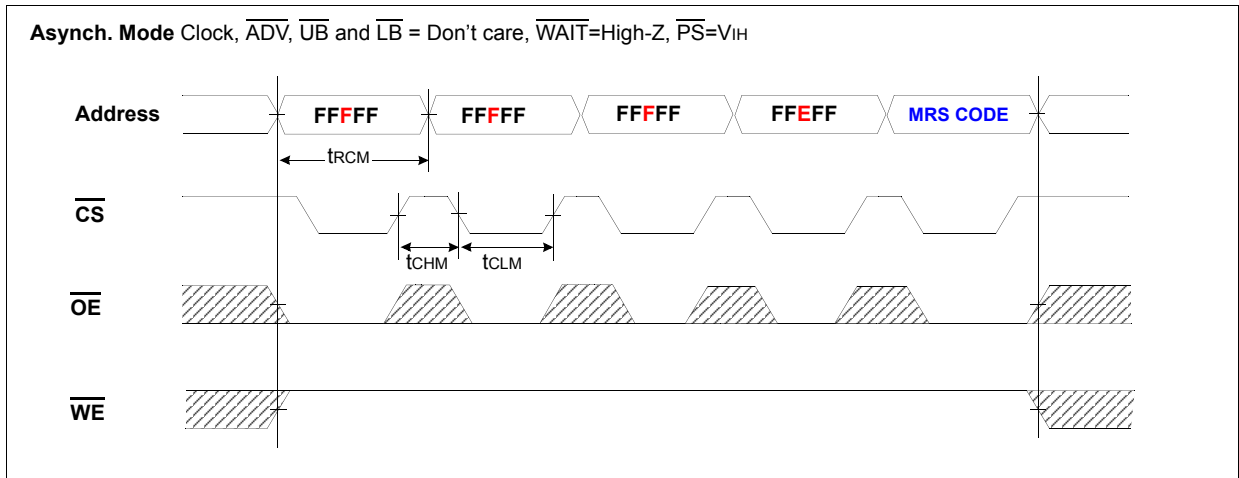 Asynch. Mode Clock, ADV, UB and LB = Don't care, WAIT=High-Z, PS=VIH
Address FFFFF FFFFF FFFFF FFEFF MRS CODE
tRCM
CS
tCHM tCLM
OE
WE